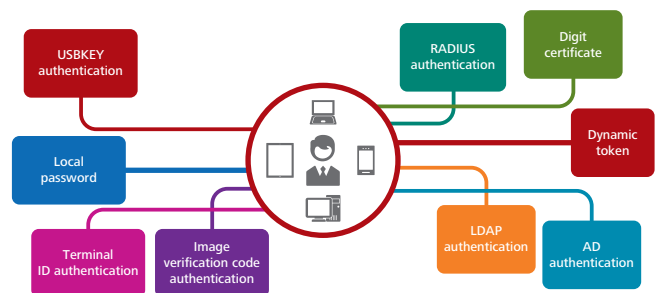 USBKEY
authentication
Local
password
Terminal
ID authentication
Image
verification code
authentication
RADIUS
authentication
Digit
certificate
Dynamic
token
LDAP
authentication
AD
authentication